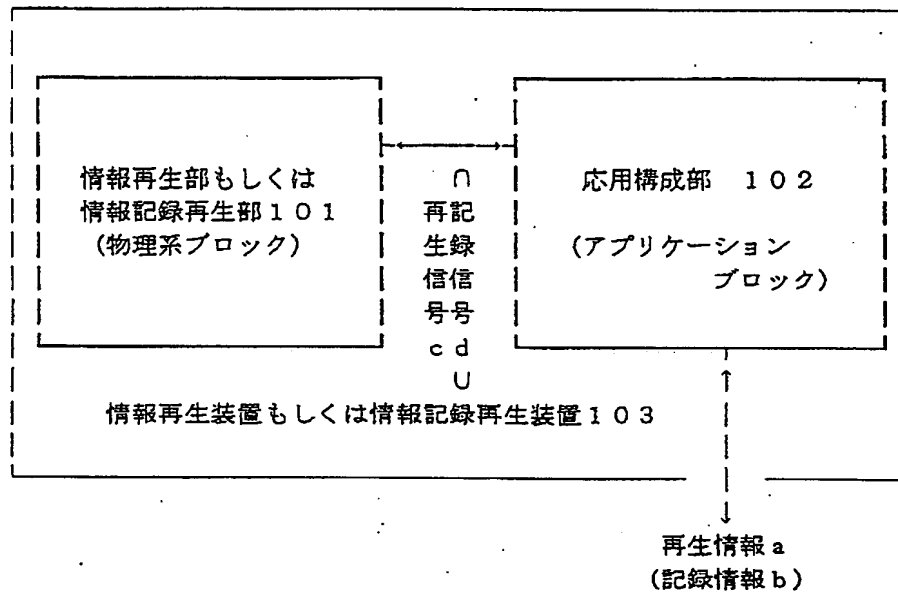 情報再生部もしくは
情報記録再生部１０１
(物理系ブロック)
再生信号ｃ
(記録信号ｄ)
応用構成部　１０２
(アプリケーション
ブロック)
情報再生装置もしくは情報記録再生装置１０３
再生情報ａ
(記録情報ｂ)